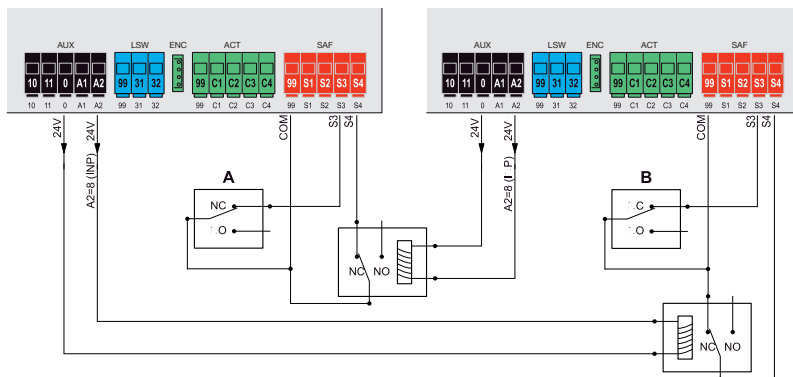 AUX LSW ENC ACT SAF
10 11 0 A1 A2 99 31 32 99 C1 C2 C3 C4 99 S1 S2 S3 S4
10 11 0 A1 A2 99 31 32 99 C1 C2 C3 C4 99 S1 S2 S3 S4
24V 24V COM S3 S4
A2=8 (INP)
A
NC
.O
NC NO
AUX LSW ENC ACT SAF
10 11 0 A1 A2 99 31 32 99 C1 C2 C3 C4 99 S1 S2 S3 S4
10 11 0 A1 A2 99 31 32 99 C1 C2 C3 C4 99 S1 S2 S3 S4
24V 24V COM S3 S4
A2=8
B
.C
.O
NC NO